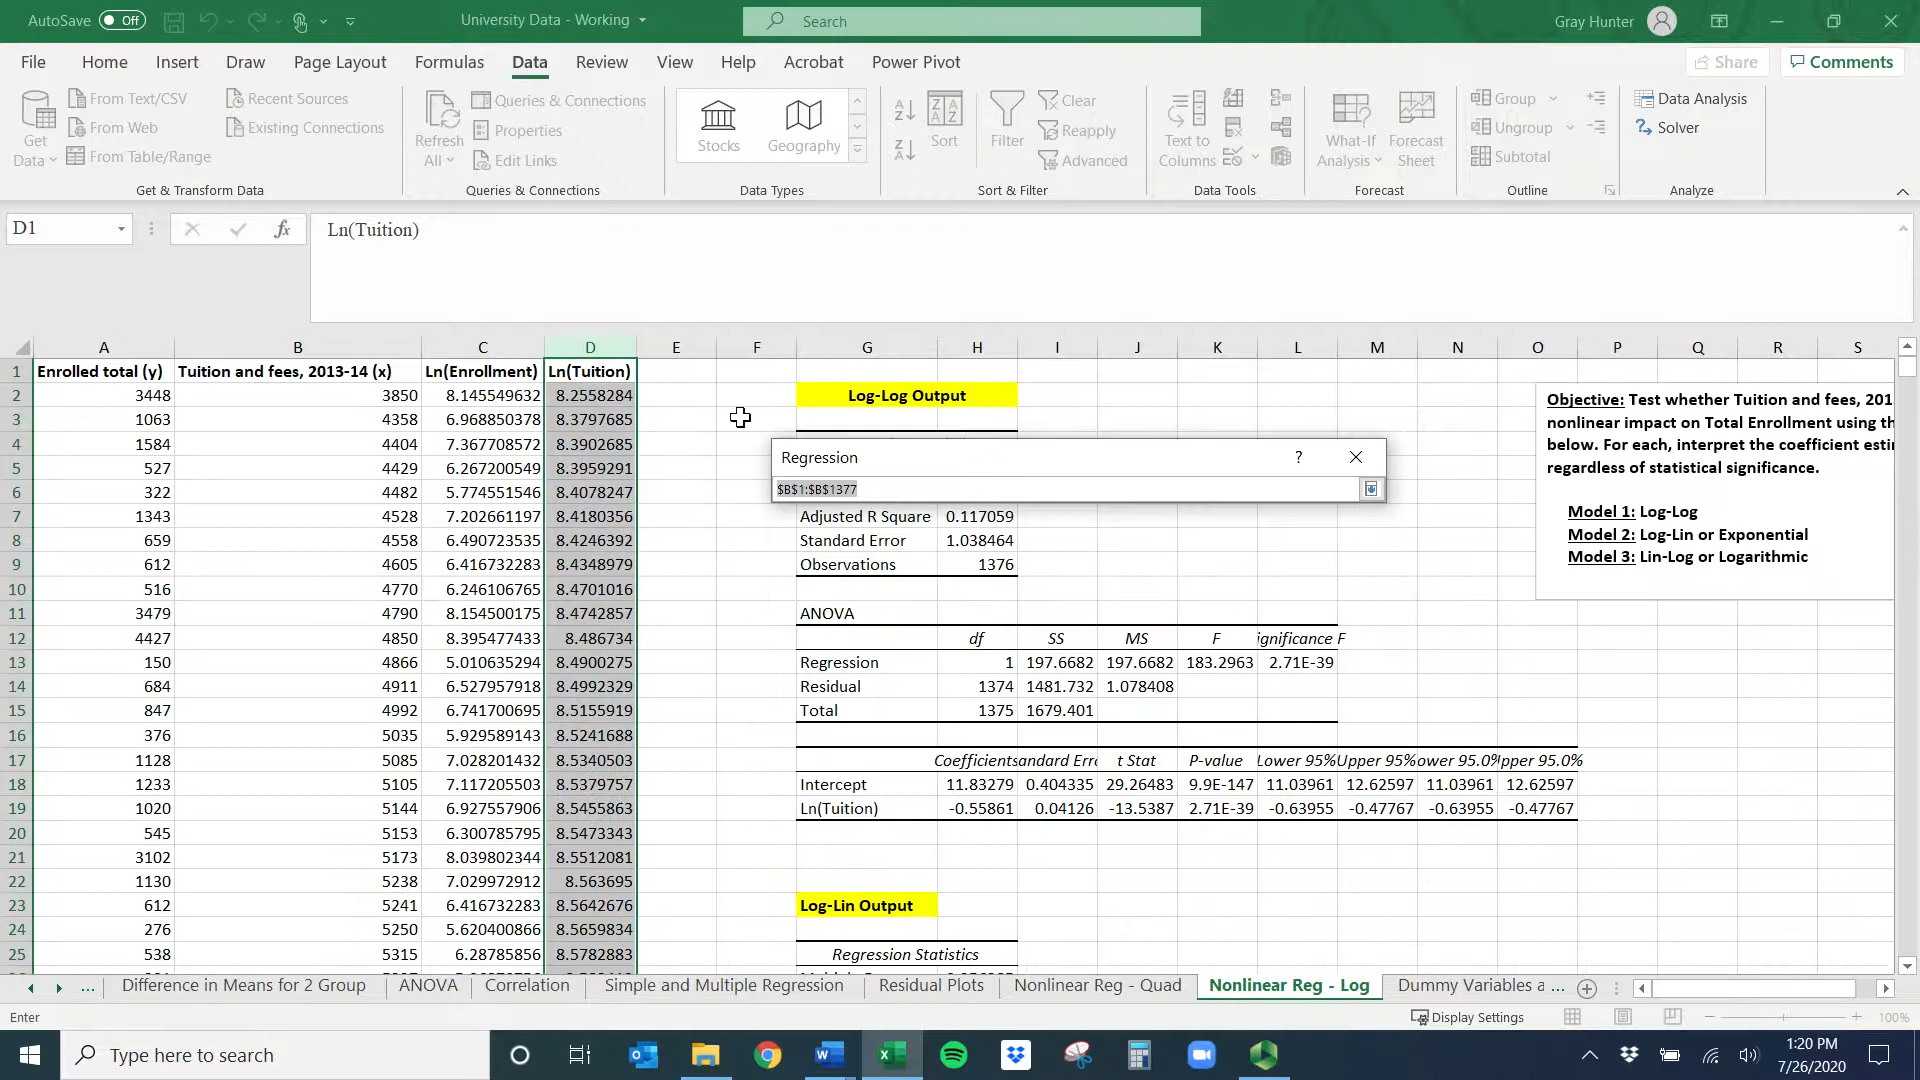 AutoSave Off University Data - Working Search Gray Hunter
File Home Insert Draw Page Layout Formulas Data Review View Help Acrobat Power Pivot Share Comments
From Text/CSV Recent Sources Queries & Connections Clear Group Data Analysis
From Web Existing Connections Properties Reapply Ungroup Solver
From Table/Range Edit Links Advanced Subtotal
Get Data Refresh All Stocks Geography Sort Filter Text to Columns What-If Analysis Forecast Sheet
Get & Transform Data Queries & Connections Data Types Sort & Filter Data Tools Forecast Outline Analyze
D1 fx Ln(Tuition)
A B C D E F G H I J K L M N O P Q R S
1 Enrolled total (y) Tuition and fees, 2013-14 (x) Ln(Enrollment) Ln(Tuition)
2 3448 3850 8.145549632 8.2558284 Log-Log Output
3 1063 4358 6.968850378 8.3797685
4 1584 4404 7.367708572 8.3902685
5 527 4429 6.267200549 8.3959291
6 322 4482 5.774551546 8.4078247
7 1343 4528 7.202661197 8.4180356 Adjusted R Square 0.117059
8 659 4558 6.490723535 8.4246392 Standard Error 1.038464
9 612 4605 6.416732283 8.4348979 Observations 1376
10 516 4770 6.246106765 8.4701016
11 3479 4790 8.154500175 8.4742857 ANOVA
12 4427 4850 8.395477433 8.486734 df SS MS F ignificance F
13 150 4866 5.010635294 8.4900275 Regression 1 197.6682 197.6682 183.2963 2.71E-39
14 684 4911 6.527957918 8.4992329 Residual 1374 1481.732 1.078408
15 847 4992 6.741700695 8.5155919 Total 1375 1679.401
16 376 5035 5.929589143 8.5241688
17 1128 5085 7.028201432 8.5340503 Coefficients andard Erro t Stat P-value Lower 95% Upper 95% ower 95.0% pper 95.0%
18 1233 5105 7.117205503 8.5379757 Intercept 11.83279 0.404335 29.26483 9.9E-147 11.03961 12.62597 11.03961 12.62597
19 1020 5144 6.927557906 8.5455863 Ln(Tuition) -0.55861 0.04126 -13.5387 2.71E-39 -0.63955 -0.47767 -0.63955 -0.47767
20 545 5153 6.300785795 8.5473343
21 3102 5173 8.039802344 8.5512081
22 1130 5238 7.029972912 8.563695
23 612 5241 6.416732283 8.5642676 Log-Lin Output
24 276 5250 5.620400866 8.5659834
25 538 5315 6.28785856 8.5782883 Regression Statistics
Regression ?
$B$1:$B$1377
Objective: Test whether Tuition and fees, 201
nonlinear impact on Total Enrollment using th
below. For each, interpret the coefficient esti
regardless of statistical significance.
Model 1: Log-Log
Model 2: Log-Lin or Exponential
Model 3: Lin-Log or Logarithmic
... Difference in Means for 2 Group ANOVA Correlation Simple and Multiple Regression Residual Plots Nonlinear Reg - Quad Nonlinear Reg - Log Dummy Variables a ...
Enter Display Settings 100%
Type here to search 1:20 PM
7/26/2020